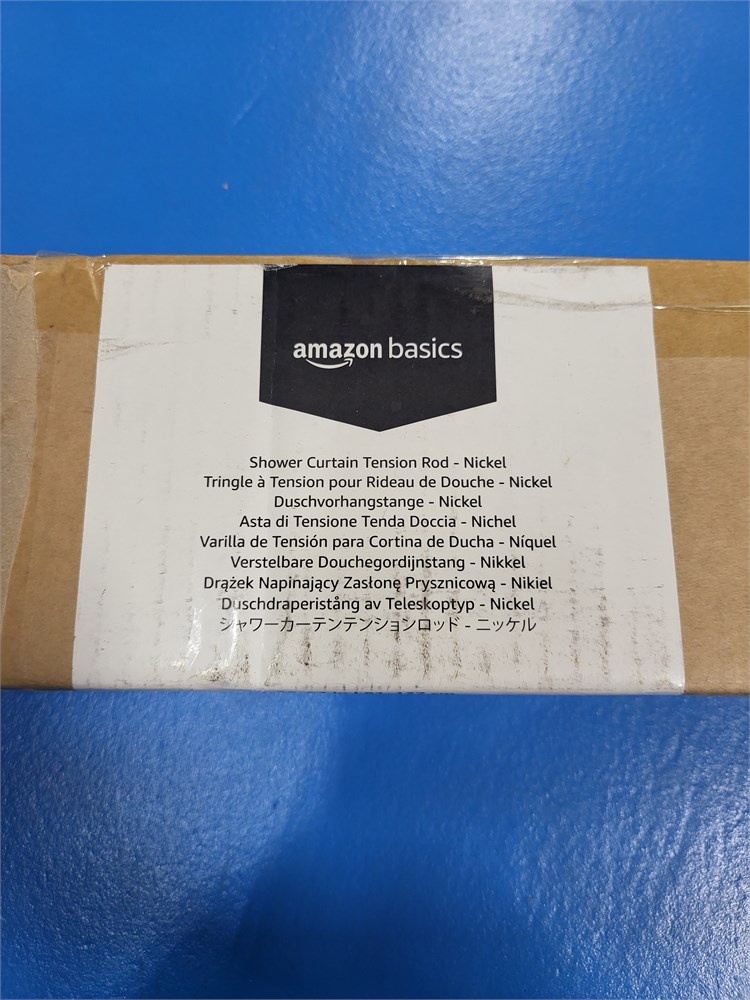 amazon basics
Shower Curtain Tension Rod - Nickel
Tringle à Tension pour Rideau de Douche - Nickel
Duschvorhangstange - Nickel
Asta di Tensione Tenda Doccia - Nichel
Varilla de Tensión para Cortina de Ducha - Níquel
Verstelbare Douchegordijnstang - Nikkel
Drążek Napinający Zasłonę Prysznicową - Nikiel
Duschdraperistång av Teleskoptyp - Nickel
シャワーカーテンテンションロッド - ニッケル